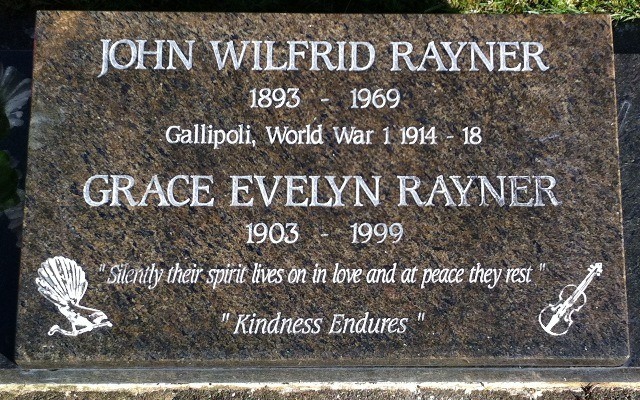 JOHN WILFRID RAYNER
1893 - 1969
Gallipoli, World War 1 1914 - 18
GRACE EVELYN RAYNER
1903 - 1999
" Silently their spirit lives on in love and at peace they rest "
" Kindness Endures "